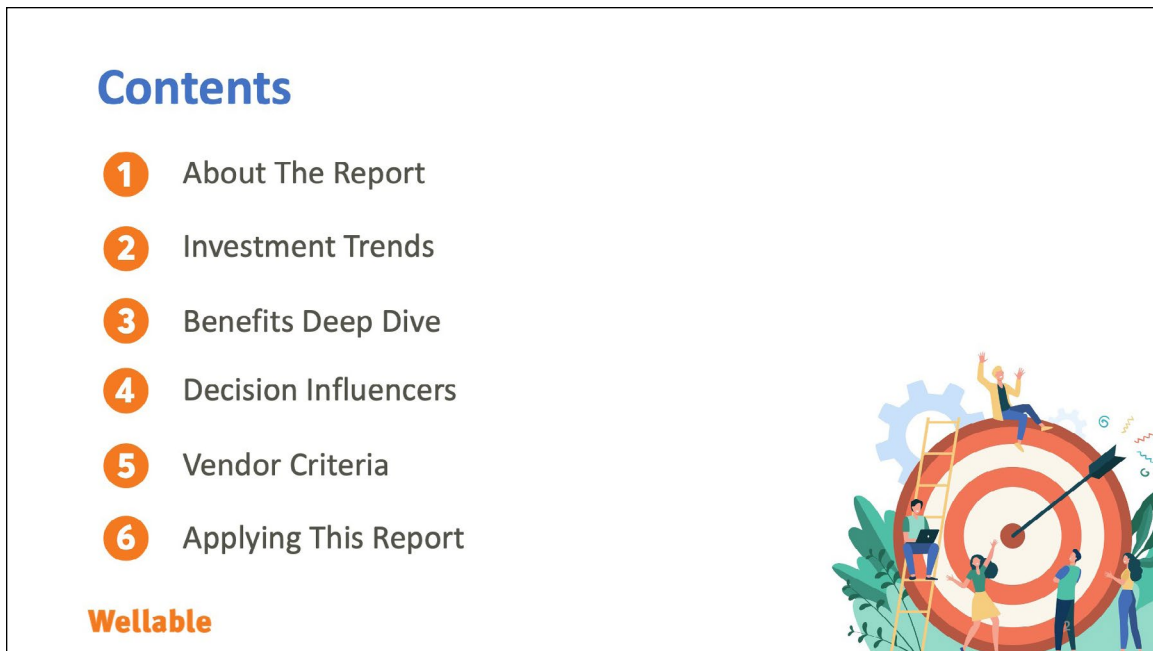 Contents
1 About The Report
2 Investment Trends
3 Benefits Deep Dive
4 Decision Influencers
5 Vendor Criteria
6 Applying This Report
Wellable
2